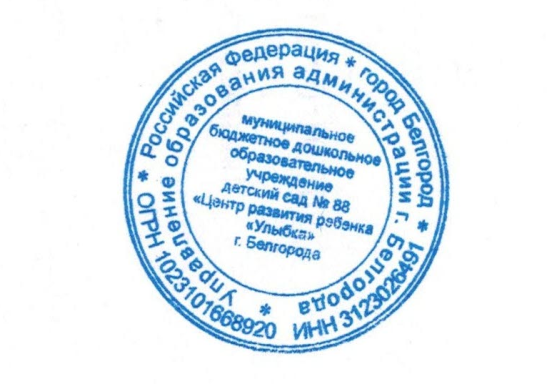 * Российская Федерация * город Белгород *
ОГРН 1023101668920 ИНН 3123026491
Управление образования администрации г. Белгорода *
муниципальное
бюджетное дошкольное
образовательное
учреждение
детский сад № 88
«Центр развития ребенка
«Улыбка»
г. Белгорода